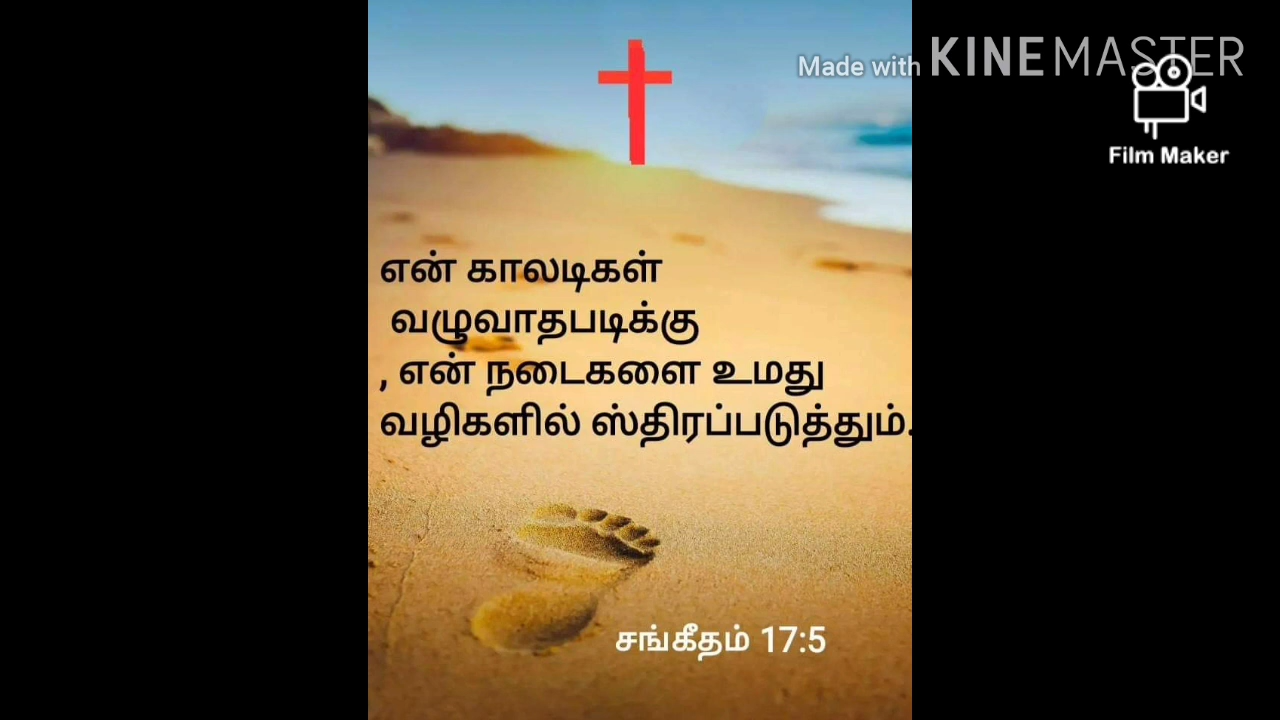 Made with KINEMASTER
Film Maker
என் காலடிகள்
வழுவாதபடிக்கு
, என் நடைகளை உமது
வழிகளில் ஸ்திரப்படுத்தும்.
சங்கீதம் 17:5